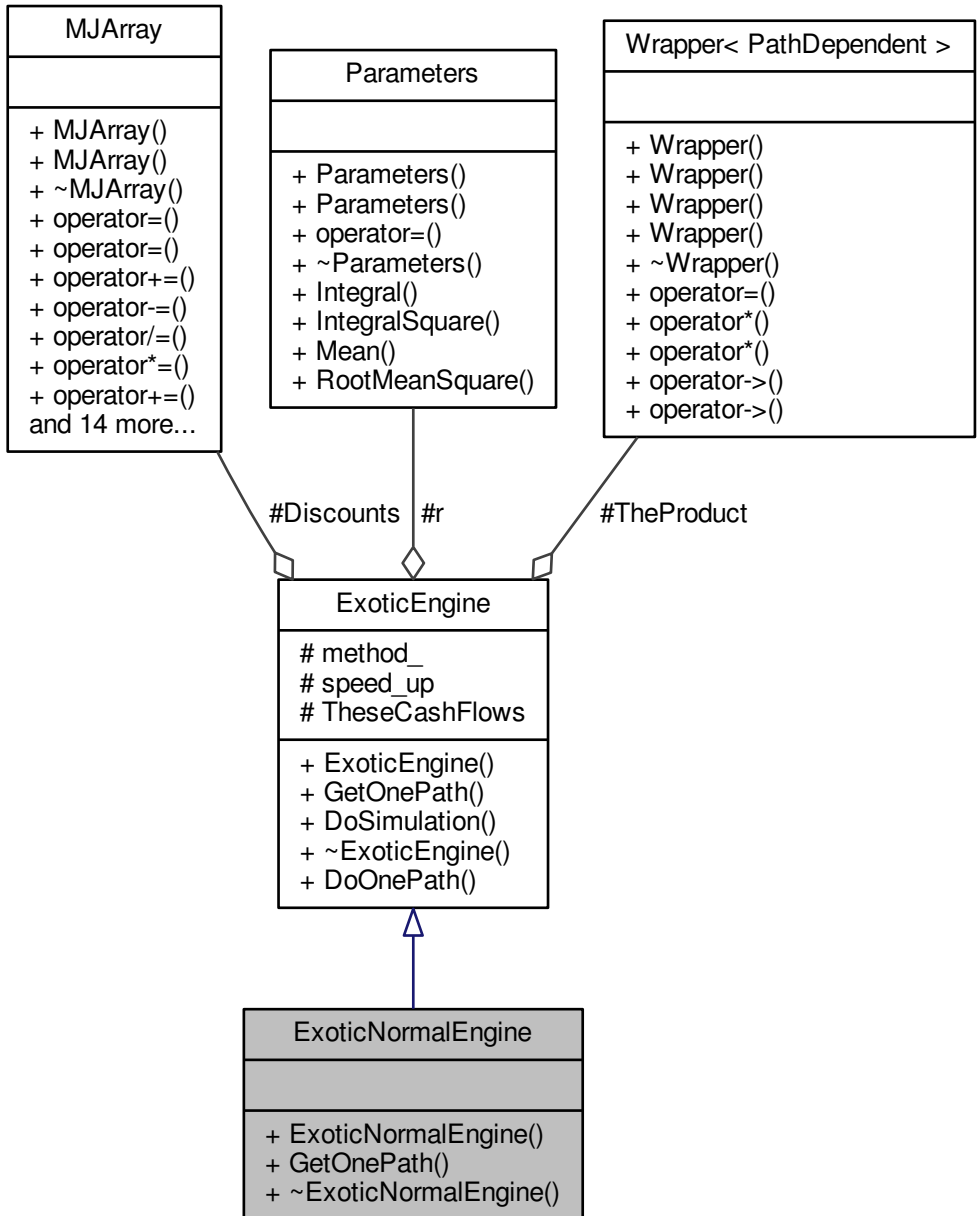 MJArray
+ MJArray()
+ MJArray()
+ ~MJArray()
+ operator=()
+ operator=()
+ operator+=()
+ operator-=()
+ operator/=()
+ operator*=()
+ operator+=()
and 14 more...
Parameters
+ Parameters()
+ Parameters()
+ operator=()
+ ~Parameters()
+ Integral()
+ IntegralSquare()
+ Mean()
+ RootMeanSquare()
Wrapper< PathDependent >
+ Wrapper()
+ Wrapper()
+ Wrapper()
+ Wrapper()
+ ~Wrapper()
+ operator=()
+ operator*()
+ operator*()
+ operator->()
+ operator->()
#Discounts
#r
#TheProduct
ExoticEngine
# method_
# speed_up
# TheseCashFlows
+ ExoticEngine()
+ GetOnePath()
+ DoSimulation()
+ ~ExoticEngine()
+ DoOnePath()
ExoticNormalEngine
+ ExoticNormalEngine()
+ GetOnePath()
+ ~ExoticNormalEngine()